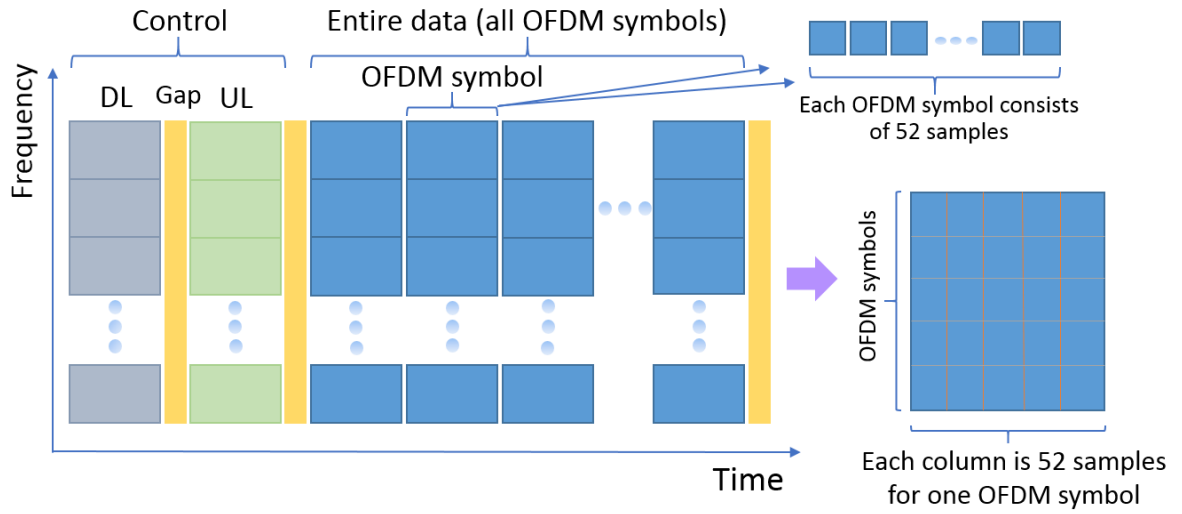 Control
Entire data (all OFDM symbols)
OFDM symbol
DL
Gap
UL
Frequency
Each OFDM symbol consists
of 52 samples
OFDM symbols
Each column is 52 samples
for one OFDM symbol
Time